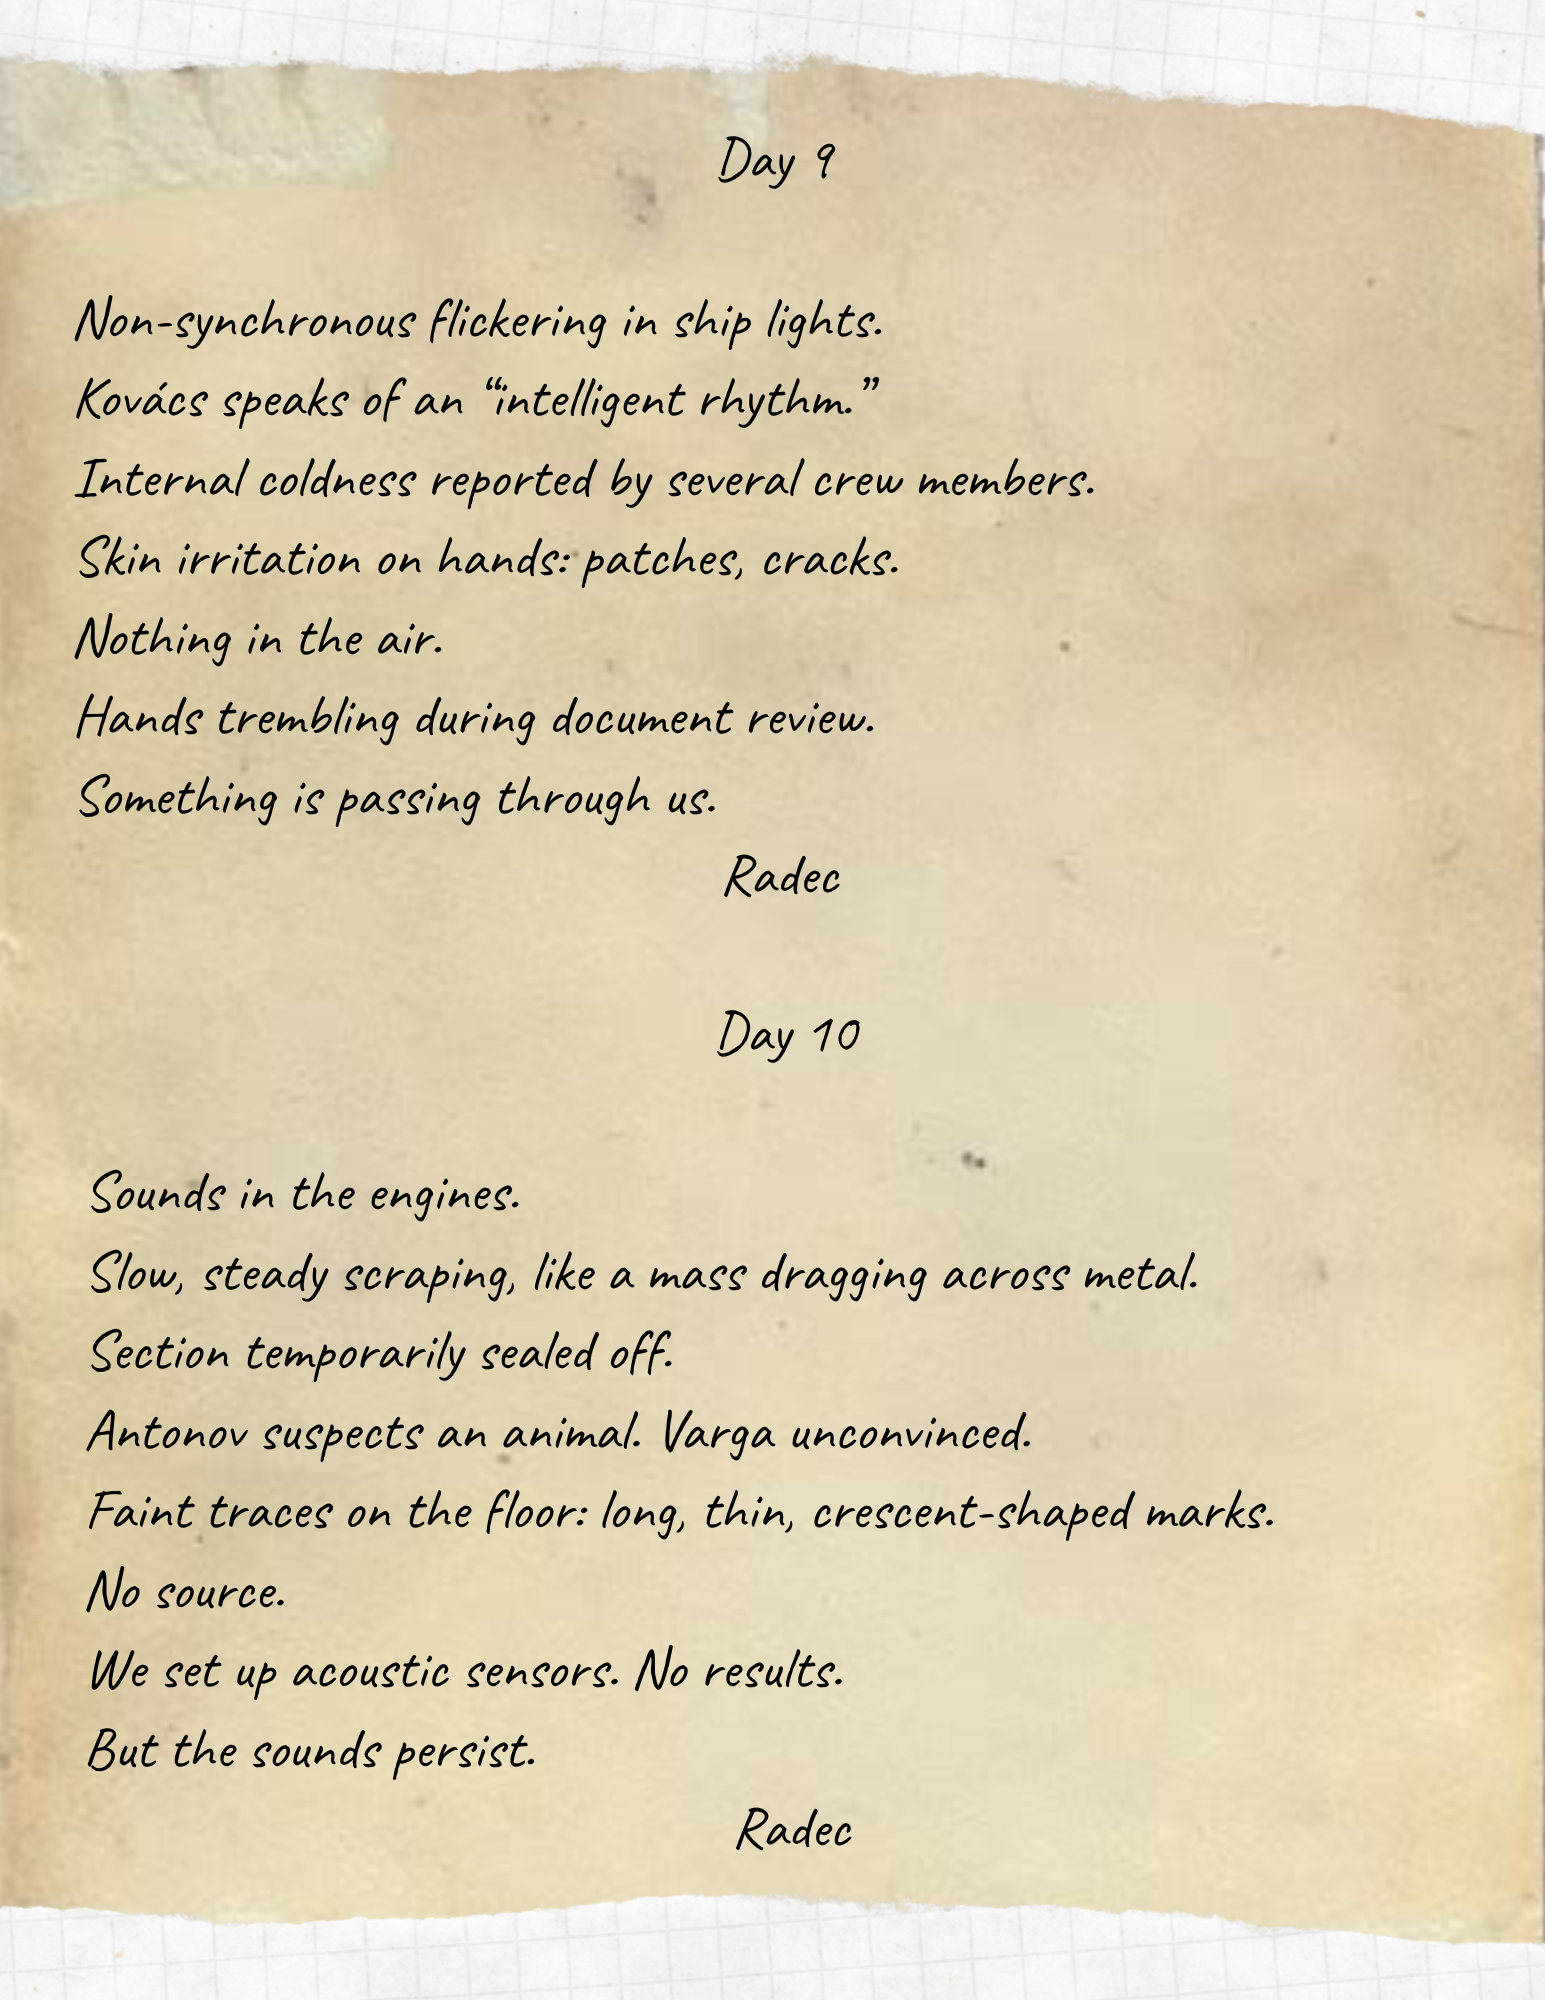 Day 9
Non-synchronous flickering in ship lights.
Kovács speaks of an “intelligent rhythm.”
Internal coldness reported by several crew members.
Skin irritation on hands: patches, cracks.
Nothing in the air.
Hands trembling during document review.
Something is passing through us.
Radec
Day 10
Sounds in the engines.
Slow, steady scraping, like a mass dragging across metal.
Section temporarily sealed off.
Antonov suspects an animal. Varga unconvinced.
Faint traces on the floor: long, thin, crescent-shaped marks.
No source.
We set up acoustic sensors. No results.
But the sounds persist.
Radec